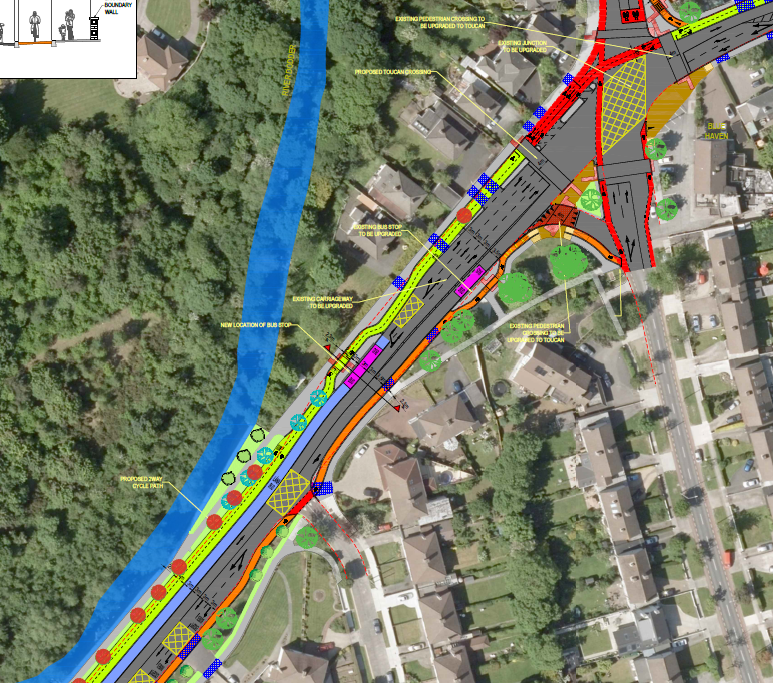 BOUNDARY
WALL
RIVER DODDER
EXISTING PEDESTRIAN CROSSING TO
BE UPGRADED TO TOUCAN
EXISTING JUNCTION
TO BE UPGRADED
PROPOSED TOUCAN CROSSING
HAVEN
EXISTING BUS STOP
TO BE UPGRADED
EXISTING CARRIAGEWAY
TO BE UPGRADED
NEW LOCATION OF BUS STOP
EXISTING PEDESTRIAN
CROSSING TO BE
UPGRADED TO TOUCAN
PROPOSED 2WAY
CYCLE PATH